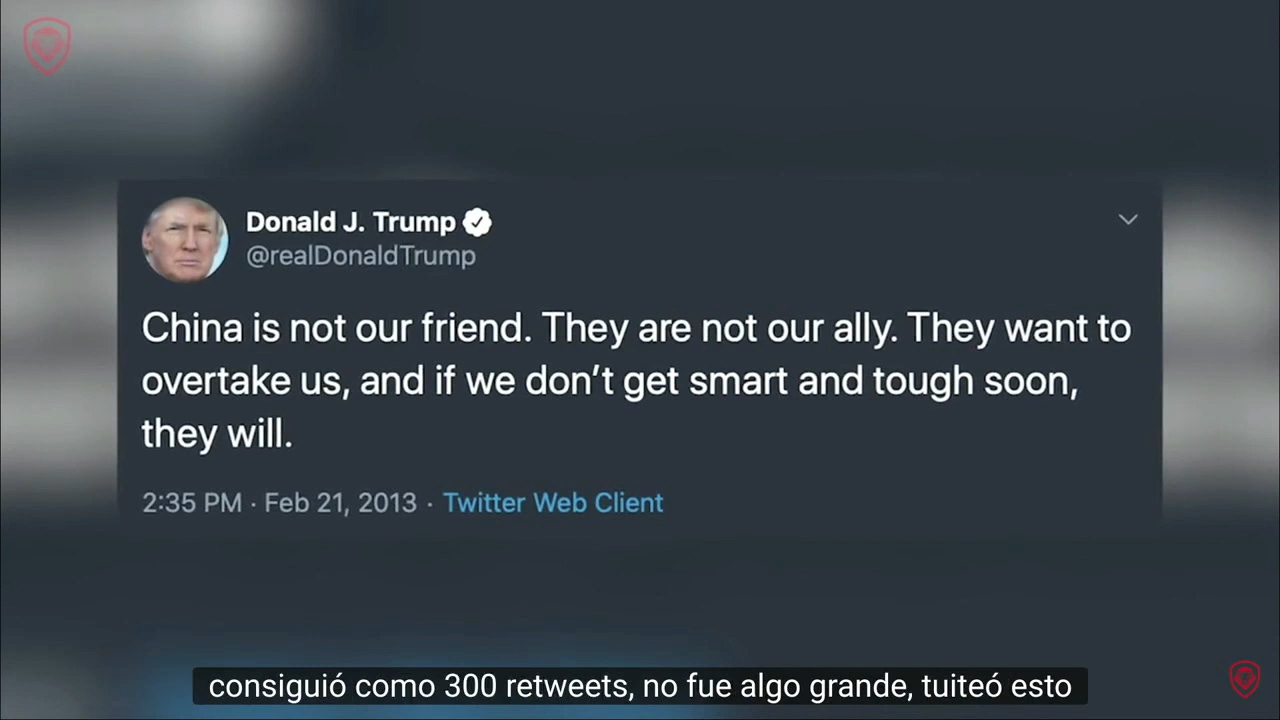 Donald J. Trump
@realDonaldTrump
China is not our friend. They are not our ally. They want to
overtake us, and if we don’t get smart and tough soon,
they will.
2:35 PM · Feb 21, 2013 · Twitter Web Client
consiguió como 300 retweets, no fue algo grande, tuiteó esto